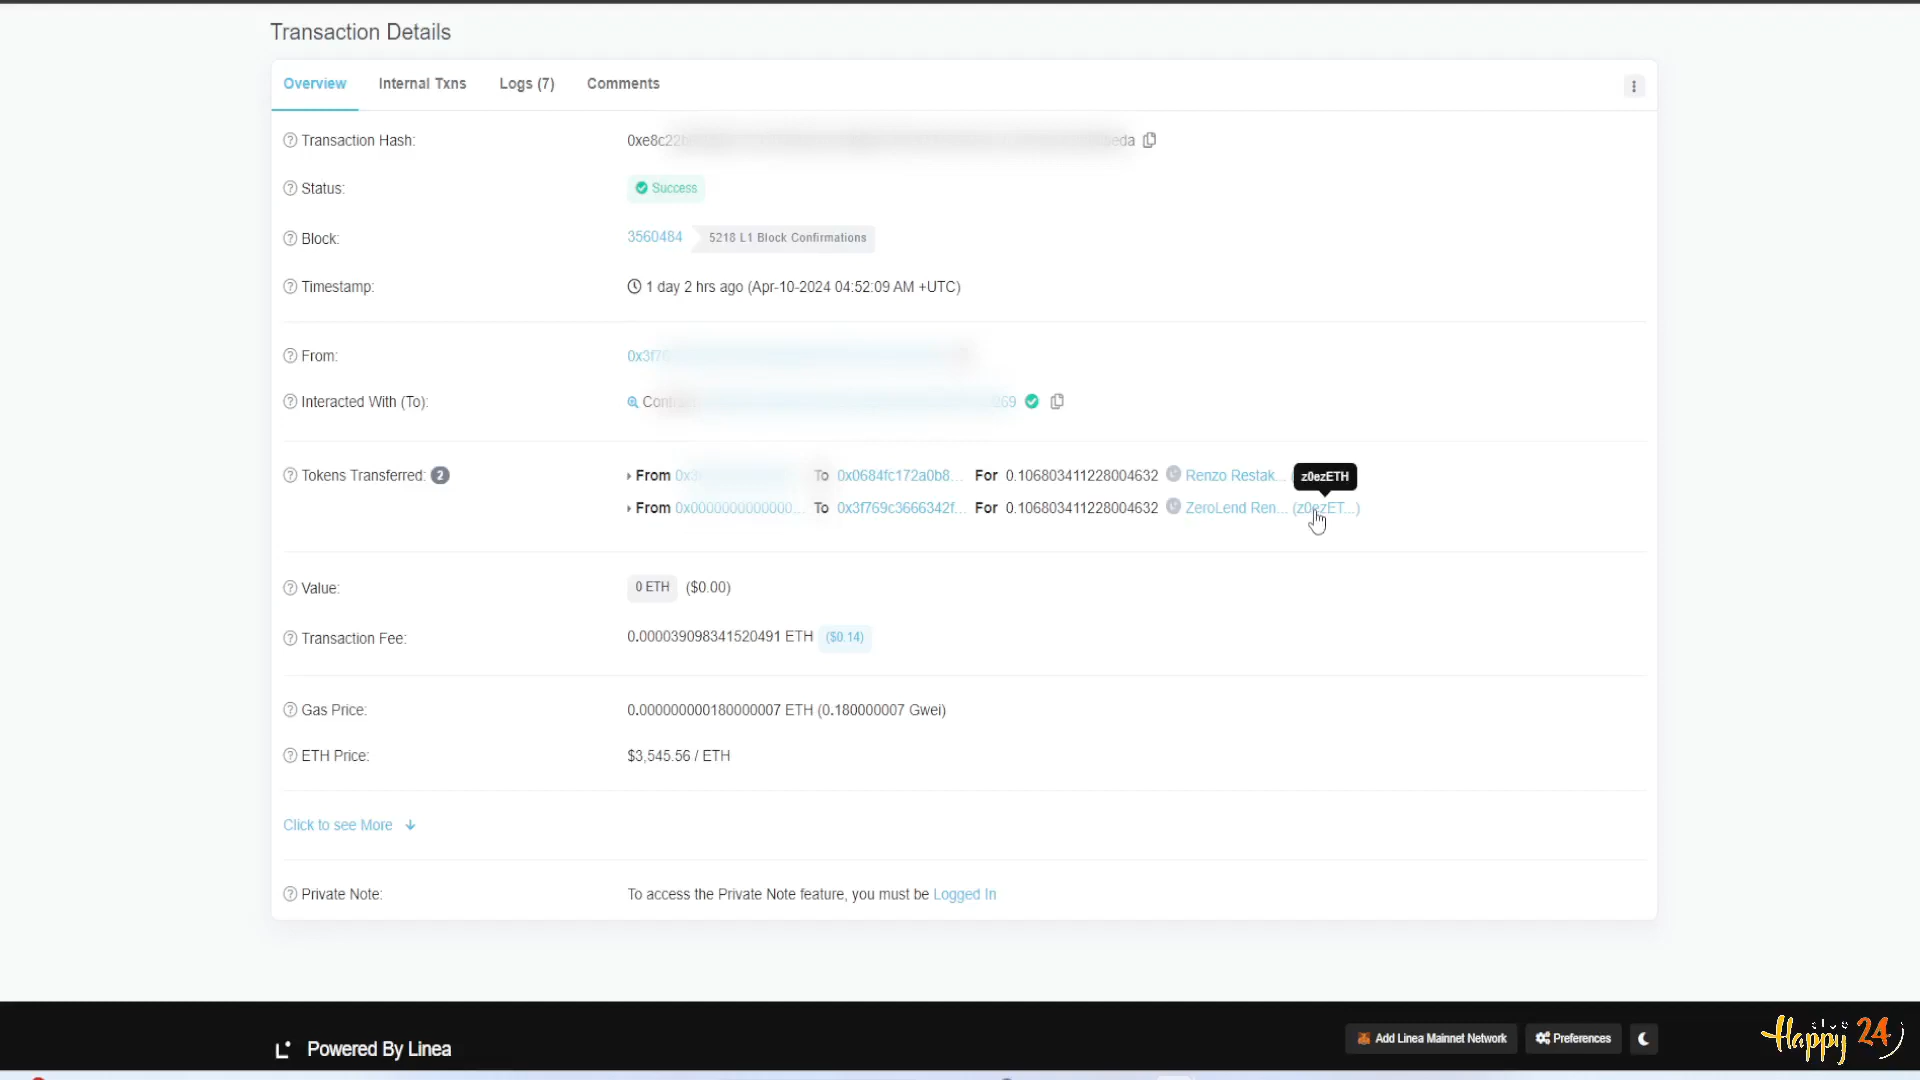 Transaction Details
Overview Internal Txns Logs (7) Comments
Transaction Hash: 0xe8c22 eda
Status: Success
Block: 3560484 5218 L1 Block Confirmations
Timestamp: 1 day 2 hrs ago (Apr-10-2024 04:52:09 AM +UTC)
From: 0x3f76
Interacted With (To): 269
Tokens Transferred: 2 From To 0x0684fc172a0b8... For 0.106803411228004632 Renzo Restak... z0ezETH
From 0x0000000000000... To 0x3f769c3666342f... For 0.106803411228004632 ZeroLend Ren... (z0ezET...)
Value: 0 ETH ($0.00)
Transaction Fee: 0.000039098341520491 ETH ($0.14)
Gas Price: 0.000000000180000007 ETH (0.180000007 Gwei)
ETH Price: $3,545.56 / ETH
Click to see More
Private Note: To access the Private Note feature, you must be Logged In
Powered By Linea
Add Linea Mainnet Network Preferences
Happy 24